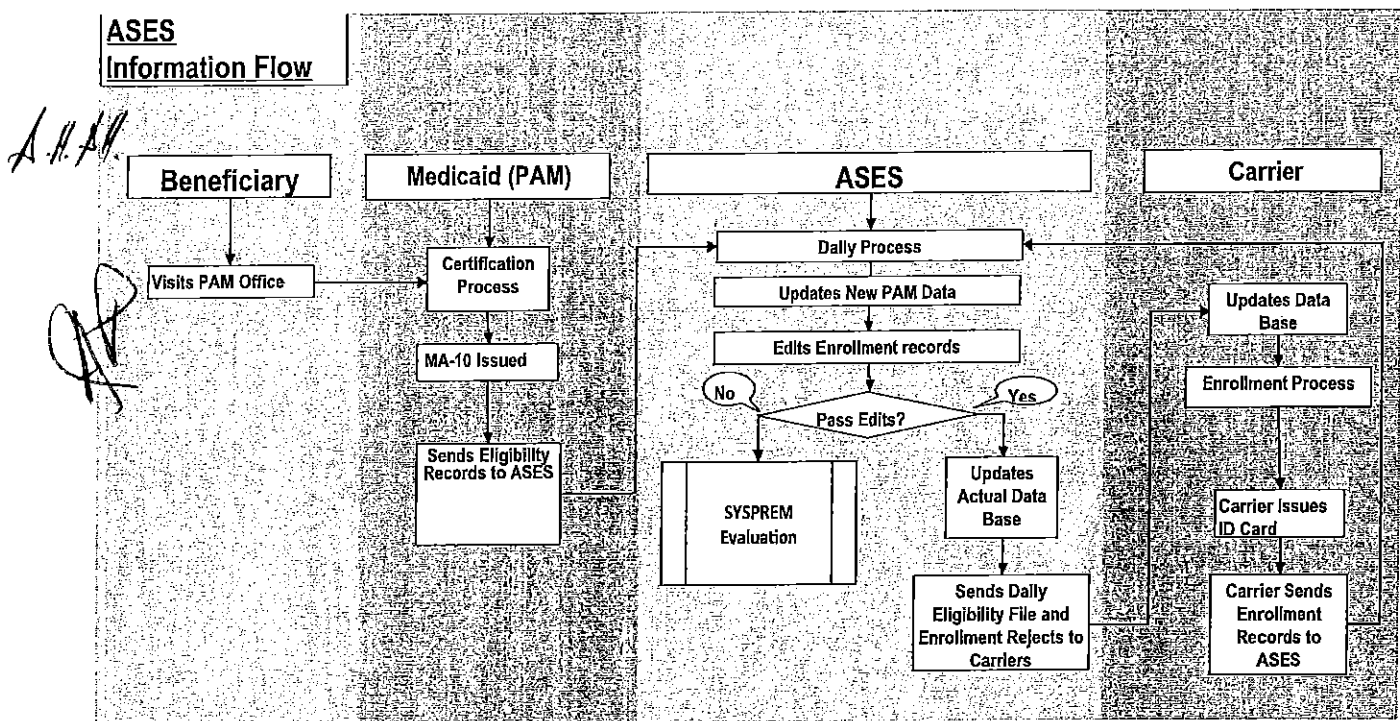 ASES
Information Flow
A.H.A.H.
Beneficiary
Medicaid (PAM)
ASES
Carrier
Visits PAM Office
Certification
Process
MA-10 Issued
Sends Eligibility
Records to ASES
Daily Process
Updates New PAM Data
Edits Enrollment records
No
Yes
Pass Edits?
SYSPREM
Evaluation
Updates
Actual Data
Base
Sends Daily
Eligibility File and
Enrollment Rejects to
Carriers
Updates Data
Base
Enrollment Process
Carrier Issues
ID Card
Carrier Sends
Enrollment
Records to
ASES